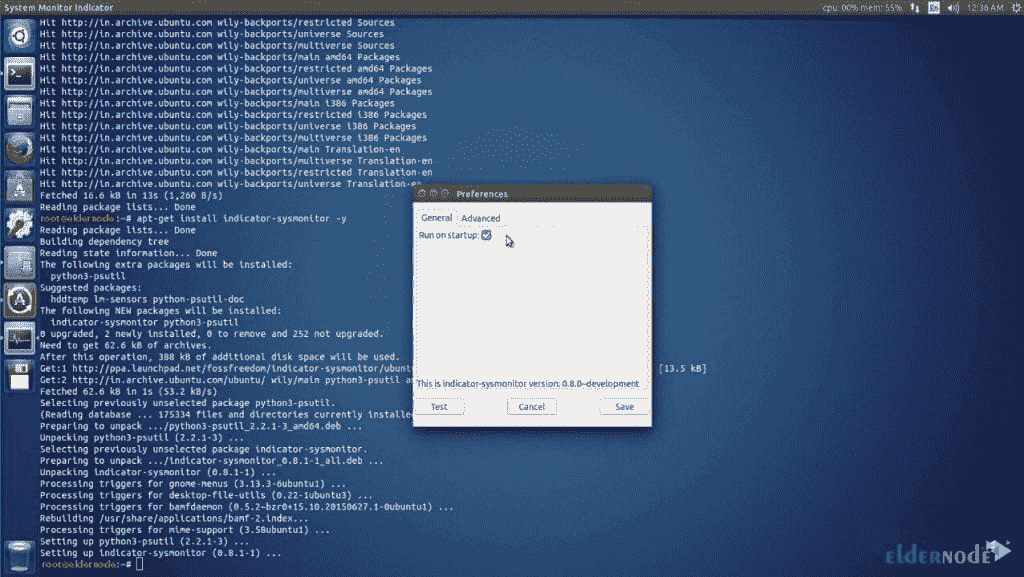 System Monitor Indicator
cpu: 00% mem: 55%
12:36 AM
Hit http://in.archive.ubuntu.com wily-backports/restricted Sources
Hit http://in.archive.ubuntu.com wily-backports/universe Sources
Hit http://in.archive.ubuntu.com wily-backports/multiverse Sources
Hit http://in.archive.ubuntu.com wily-backports/main amd64 Packages
Hit http://in.archive.ubuntu.com wily-backports/restricted amd64 Packages
Hit http://in.archive.ubuntu.com wily-backports/universe amd64 Packages
Hit http://in.archive.ubuntu.com wily-backports/multiverse amd64 Packages
Hit http://in.archive.ubuntu.com wily-backports/main i386 Packages
Hit http://in.archive.ubuntu.com wily-backports/restricted i386 Packages
Hit http://in.archive.ubuntu.com wily-backports/universe i386 Packages
Hit http://in.archive.ubuntu.com wily-backports/multiverse i386 Packages
Hit http://in.archive.ubuntu.com wily-backports/main Translation-en
Hit http://in.archive.ubuntu.com wily-backports/multiverse Translation-en
Hit http://in.archive.ubuntu.com wily-backports/restricted Translation-en
Hit http://in.archive.ubuntu.com wily-backports/universe Translation-en
Fetched 16.6 kB in 13s (1,260 B/s)
Reading package lists... Done
root@eldernode:~# apt-get install indicator-sysmonitor -y
Reading package lists... Done
Building dependency tree
Reading state information... Done
The following extra packages will be installed:
python3-psutil
Suggested packages:
hddtemp lm-sensors python-psutil-doc
The following NEW packages will be installed:
indicator-sysmonitor python3-psutil
0 upgraded, 2 newly installed, 0 to remove and 252 not upgraded.
Need to get 62.6 kB of archives.
After this operation, 388 kB of additional disk space will be used.
Get:1 http://ppa.launchpad.net/fossfreedom/indicator-sysmonitor/ubuntu [13.5 kB]
Get:2 http://in.archive.ubuntu.com/ubuntu/ wily/main python3-psutil
Fetched 62.6 kB in 1s (53.2 kB/s)
Selecting previously unselected package python3-psutil.
(Reading database ... 175334 files and directories currently installed
Preparing to unpack .../python3-psutil_2.2.1-3_amd64.deb ...
Unpacking python3-psutil (2.2.1-3) ...
Selecting previously unselected package indicator-sysmonitor.
Preparing to unpack .../indicator-sysmonitor_0.8.1-1_all.deb ...
Unpacking indicator-sysmonitor (0.8.1-1) ...
Processing triggers for gnome-menus (3.13.3-6ubuntu1) ...
Processing triggers for desktop-file-utils (0.22-1ubuntu3) ...
Processing triggers for bamfdaemon (0.5.2~bzr0+15.10.20150627.1-0ubuntu1) ...
Rebuilding /usr/share/applications/bamf-2.index...
Processing triggers for mime-support (3.58ubuntu1) ...
Setting up python3-psutil (2.2.1-3) ...
Setting up indicator-sysmonitor (0.8.1-1) ...
root@eldernode:~#
Preferences
General Advanced
Run on startup:
This is indicator-sysmonitor version: 0.8.0~development
Test Cancel Save
eldernode